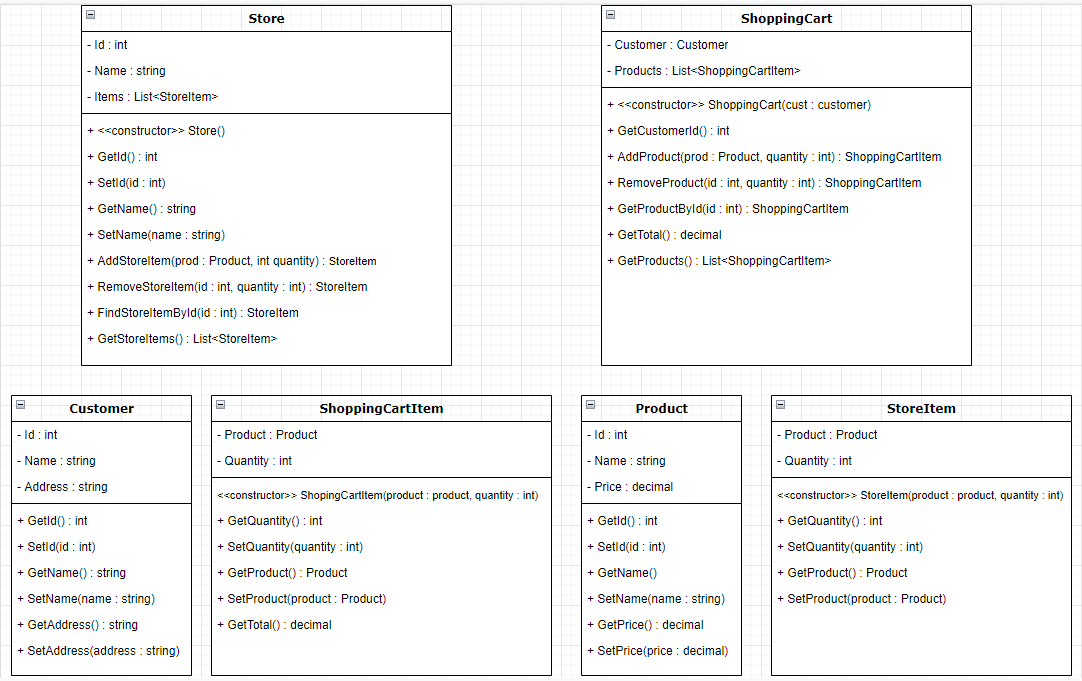 Store
- Id : int
- Name : string
- Items : List<StoreItem>
+ <<constructor>> Store()
+ GetId() : int
+ SetId(id : int)
+ GetName() : string
+ SetName(name : string)
+ AddStoreItem(prod : Product, int quantity) : StoreItem
+ RemoveStoreItem(id : int, quantity : int) : StoreItem
+ FindStoreItemById(id : int) : StoreItem
+ GetStoreItems() : List<StoreItem>
ShoppingCart
- Customer : Customer
- Products : List<ShoppingCartItem>
+ <<constructor>> ShoppingCart(cust : customer)
+ GetCustomerId() : int
+ AddProduct(prod : Product, quantity : int) : ShoppingCartItem
+ RemoveProduct(id : int, quantity : int) : ShoppingCartItem
+ GetProductById(id : int) : ShoppingCartItem
+ GetTotal() : decimal
+ GetProducts() : List<ShoppingCartItem>
Customer
- Id : int
- Name : string
- Address : string
+ GetId() : int
+ SetId(id : int)
+ GetName() : string
+ SetName(name : string)
+ GetAddress() : string
+ SetAddress(address : string)
ShoppingCartItem
- Product : Product
- Quantity : int
<<constructor>> ShopingCartItem(product : product, quantity : int)
+ GetQuantity() : int
+ SetQuantity(quantity : int)
+ GetProduct() : Product
+ SetProduct(product : Product)
+ GetTotal() : decimal
Product
- Id : int
- Name : string
- Price : decimal
+ GetId() : int
+ SetId(id : int)
+ GetName()
+ SetName(name : string)
+ GetPrice() : decimal
+ SetPrice(price : decimal)
StoreItem
- Product : Product
- Quantity : int
<<constructor>> StoreItem(product : product, quantity : int)
+ GetQuantity() : int
+ SetQuantity(quantity : int)
+ GetProduct() : Product
+ SetProduct(product : Product)